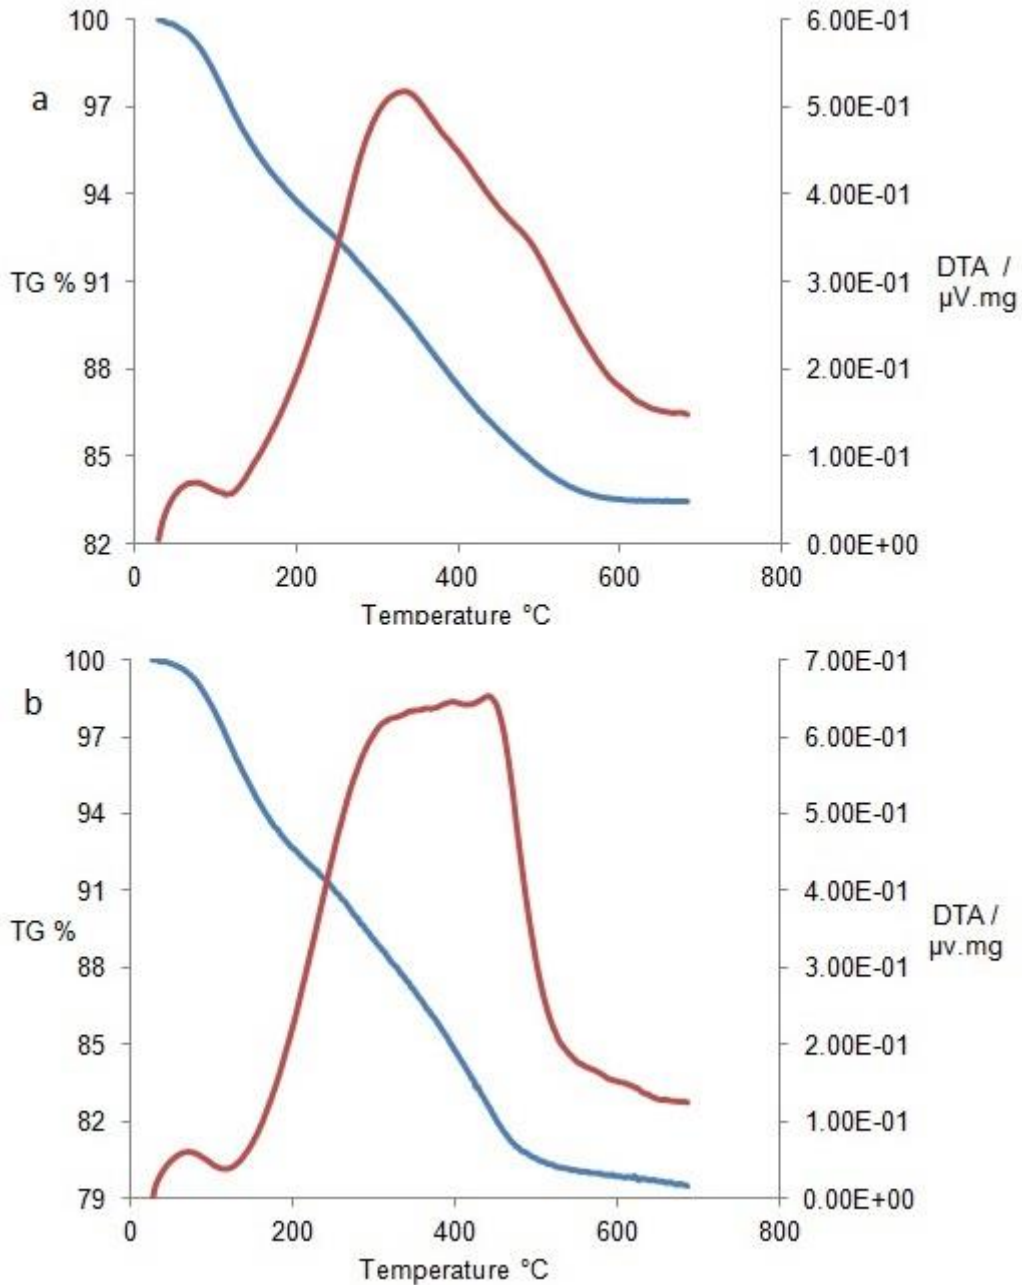 100
6.00E-01
a
97
5.00E-01
94
4.00E-01
TG %
91
3.00E-01
DTA /
µV.mg
88
2.00E-01
85
1.00E-01
82
0.00E+00
0
200
400
600
800
Temperature °C
100
7.00E-01
b
97
6.00E-01
94
5.00E-01
91
4.00E-01
TG %
DTA /
µv.mg
88
3.00E-01
85
2.00E-01
82
1.00E-01
79
0.00E+00
0
200
400
600
800
Temperature °C